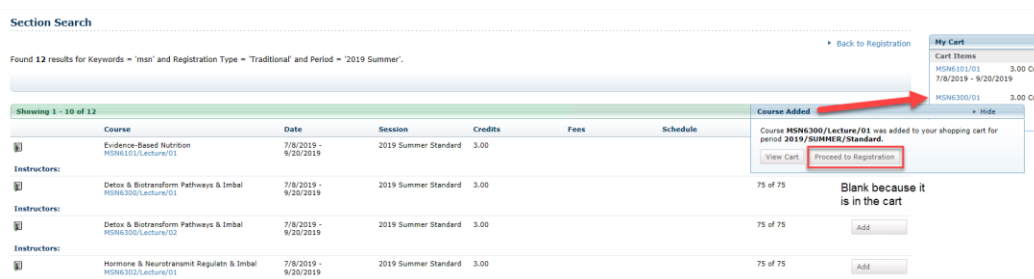 Section Search
Back to Registration
Found 12 results for Keywords = 'msn' and Registration Type = 'Traditional' and Period = '2019 Summer'.
My Cart
Cart Items
MSN6101/01 3.00 C
7/8/2019 - 9/20/2019
MSN6300/01 3.00 C
Showing 1 - 10 of 12
Course Added Hide
Course MSN6300/Lecture/01 was added to your shopping cart for
period 2019/SUMMER/Standard.
View Cart Proceed to Registration
Course Date Session Credits Fees Schedule
Evidence-Based Nutrition 7/8/2019 - 2019 Summer Standard 3.00
MSN6101/Lecture/01 9/20/2019
Instructors:
Detox & Biotransform Pathways & Imbal 7/8/2019 - 2019 Summer Standard 3.00 75 of 75
MSN6300/Lecture/01 9/20/2019
Blank because it
is in the cart
Instructors:
Detox & Biotransform Pathways & Imbal 7/8/2019 - 2019 Summer Standard 3.00 75 of 75 Add
MSN6300/Lecture/02 9/20/2019
Instructors:
Hormone & Neurotransmit Regulatn & Imbal 7/8/2019 - 2019 Summer Standard 3.00 75 of 75 Add
MSN6302/Lecture/01 9/20/2019